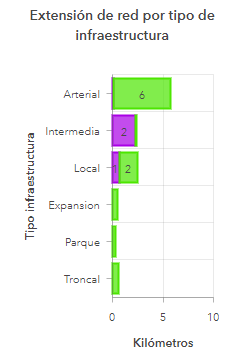 Extensión de red por tipo de
infraestructura
Tipo infraestructura
Arterial
6
Intermedia
2
Local
1
2
Expansion
Parque
Troncal
0
5
10
Kilómetros